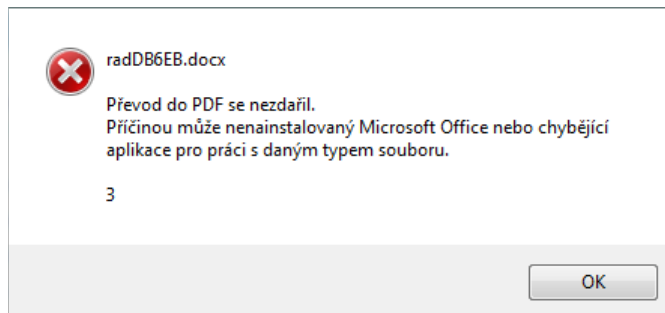 radDB6EB.docx
Převod do PDF se nezdařil.
Příčinou může nenainstalovaný Microsoft Office nebo chybějící
aplikace pro práci s daným typem souboru.
3
OK